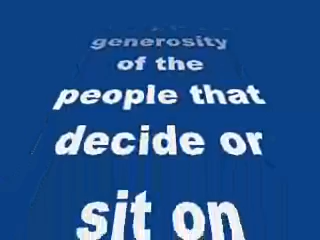 generosity
of the
people that
decide or
sit on